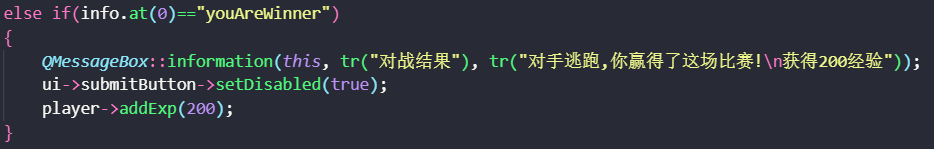 else if(info.at(0)=="youAreWinner")
{
QMessageBox::information(this, tr("对战结果"), tr("对手逃跑,你赢得了这场比赛!\n获得200经验"));
ui->submitButton->setDisabled(true);
player->addExp(200);
}